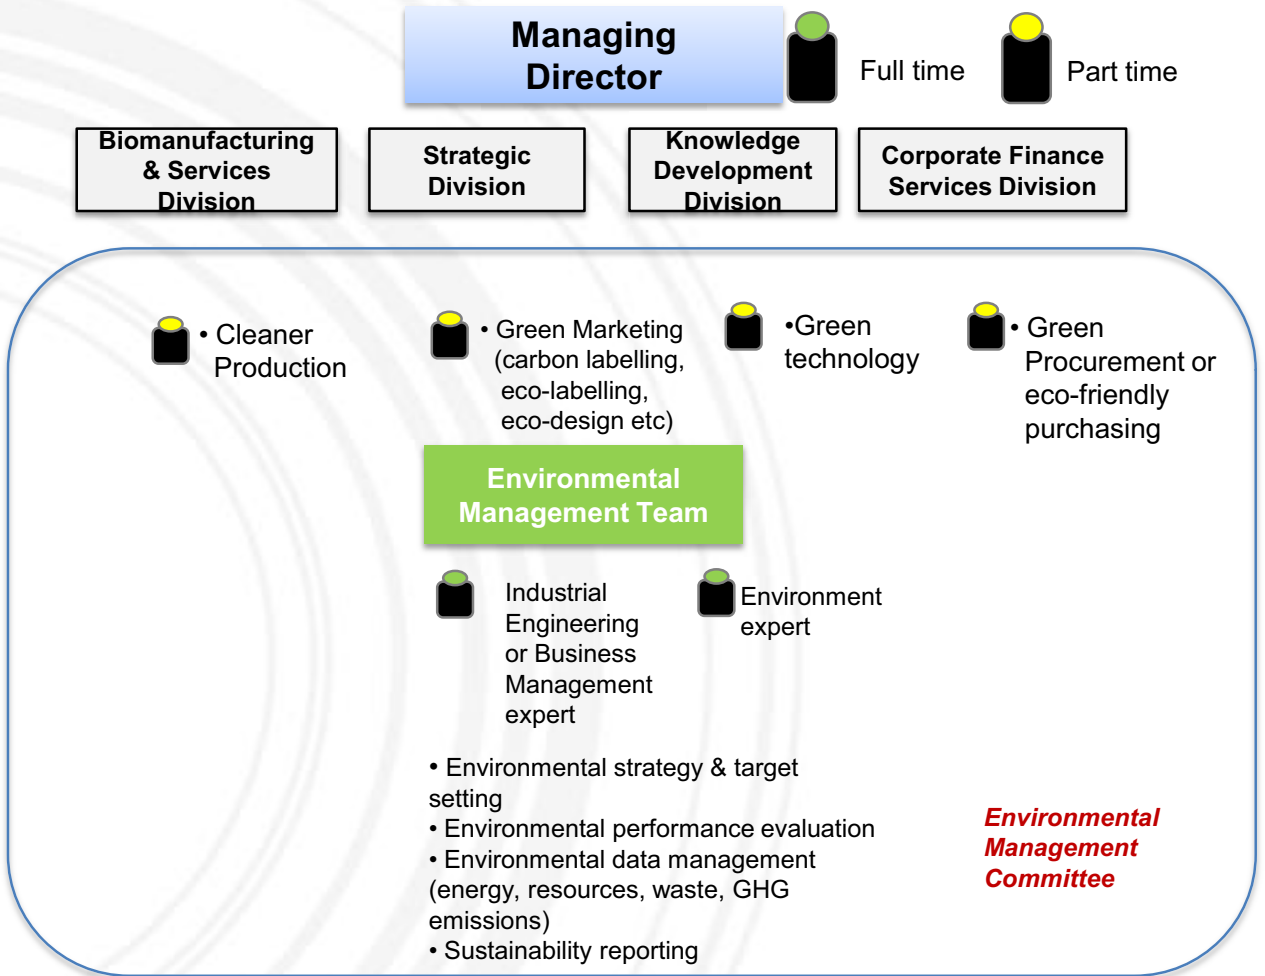 Managing
Director
Full time
Part time
Biomanufacturing
& Services
Division
Strategic
Division
Knowledge
Development
Division
Corporate Finance
Services Division
• Cleaner
Production
• Green Marketing
(carbon labelling,
eco-labelling,
eco-design etc)
•Green
technology
• Green
Procurement or
eco-friendly
purchasing
Environmental
Management Team
Industrial
Engineering
or Business
Management
expert
Environment
expert
• Environmental strategy & target
setting
• Environmental performance evaluation
• Environmental data management
(energy, resources, waste, GHG
emissions)
• Sustainability reporting
Environmental
Management
Committee